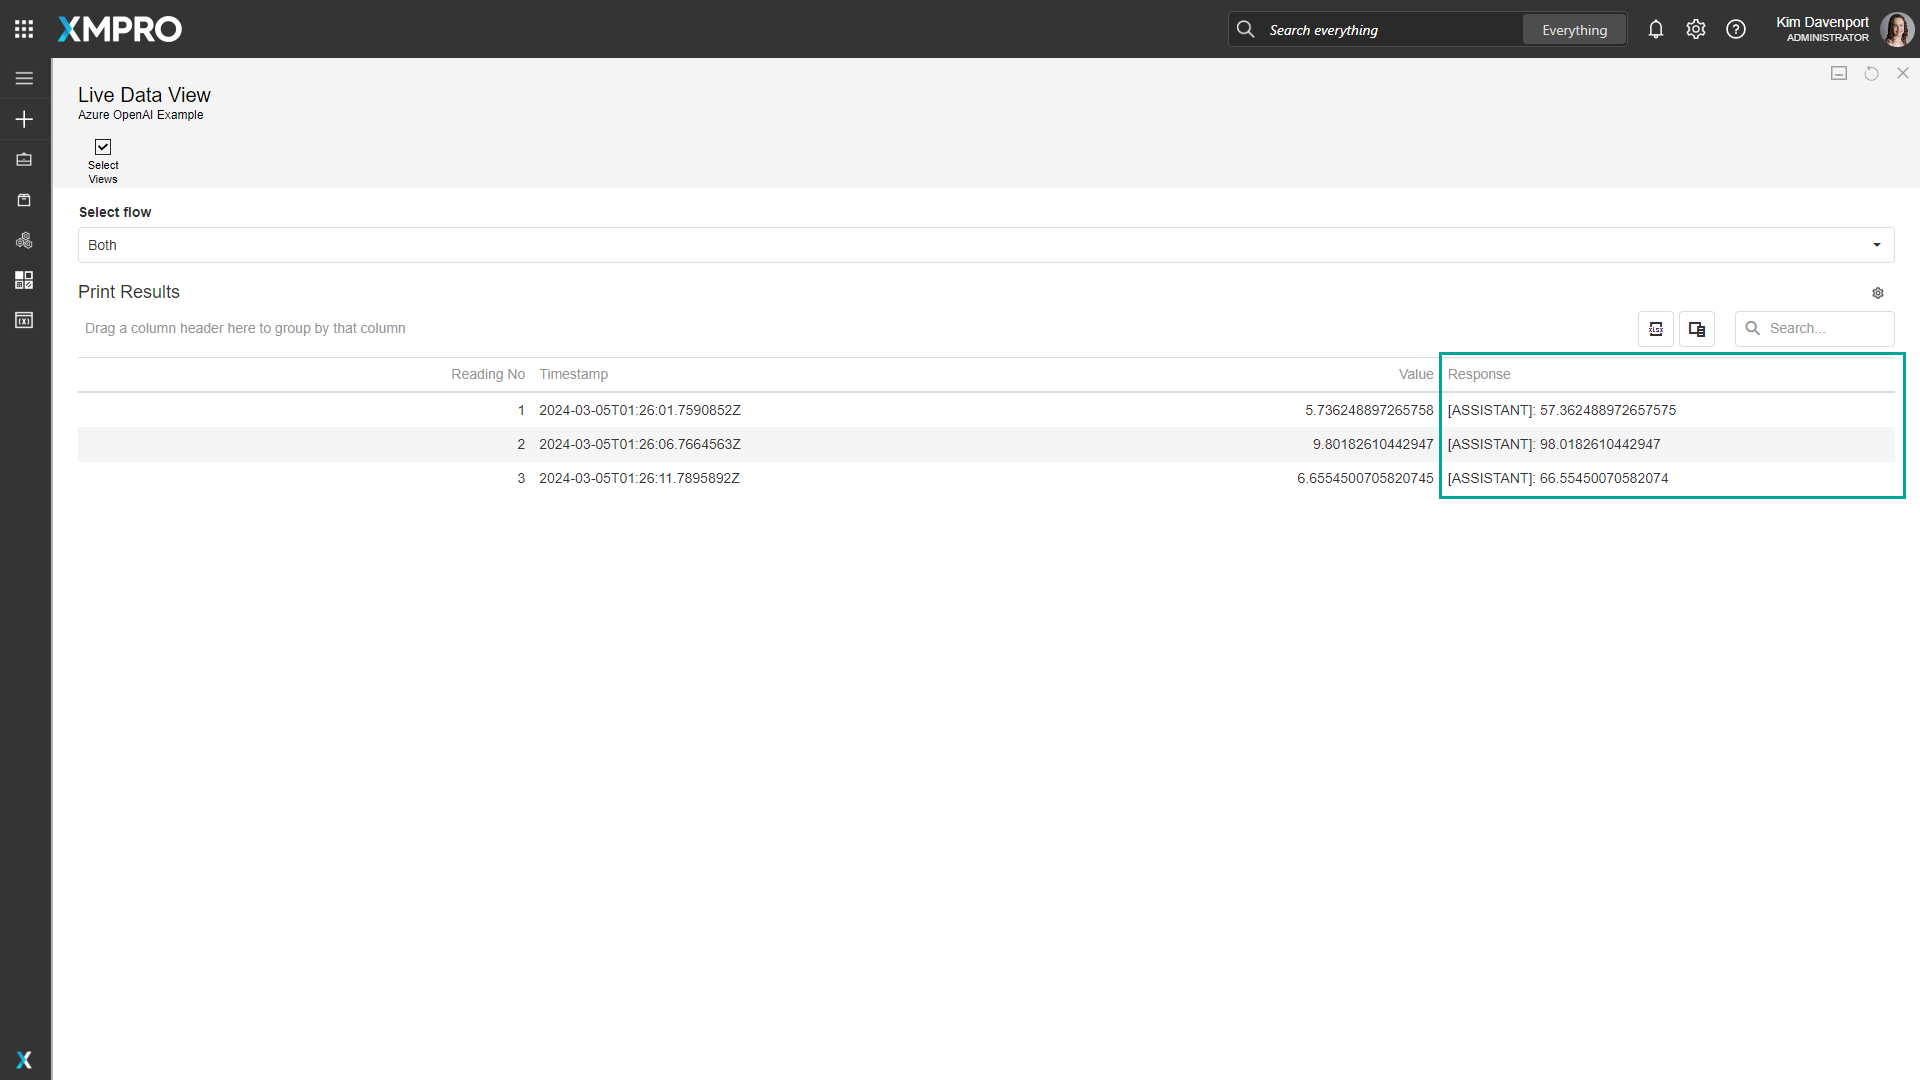 XMPRO
Search everything
Everything
Kim Davenport
ADMINISTRATOR
Live Data View
Azure OpenAI Example
Select
Views
Select flow
Both
Print Results
Drag a column header here to group by that column
xlsx
Search...
Reading No Timestamp Value Response
1 2024-03-05T01:26:01.7590852Z 5.736248897265758 [ASSISTANT]: 57.362488972657575
2 2024-03-05T01:26:06.7664563Z 9.80182610442947 [ASSISTANT]: 98.0182610442947
3 2024-03-05T01:26:11.7895892Z 6.6554500705820745 [ASSISTANT]: 66.55450070582074